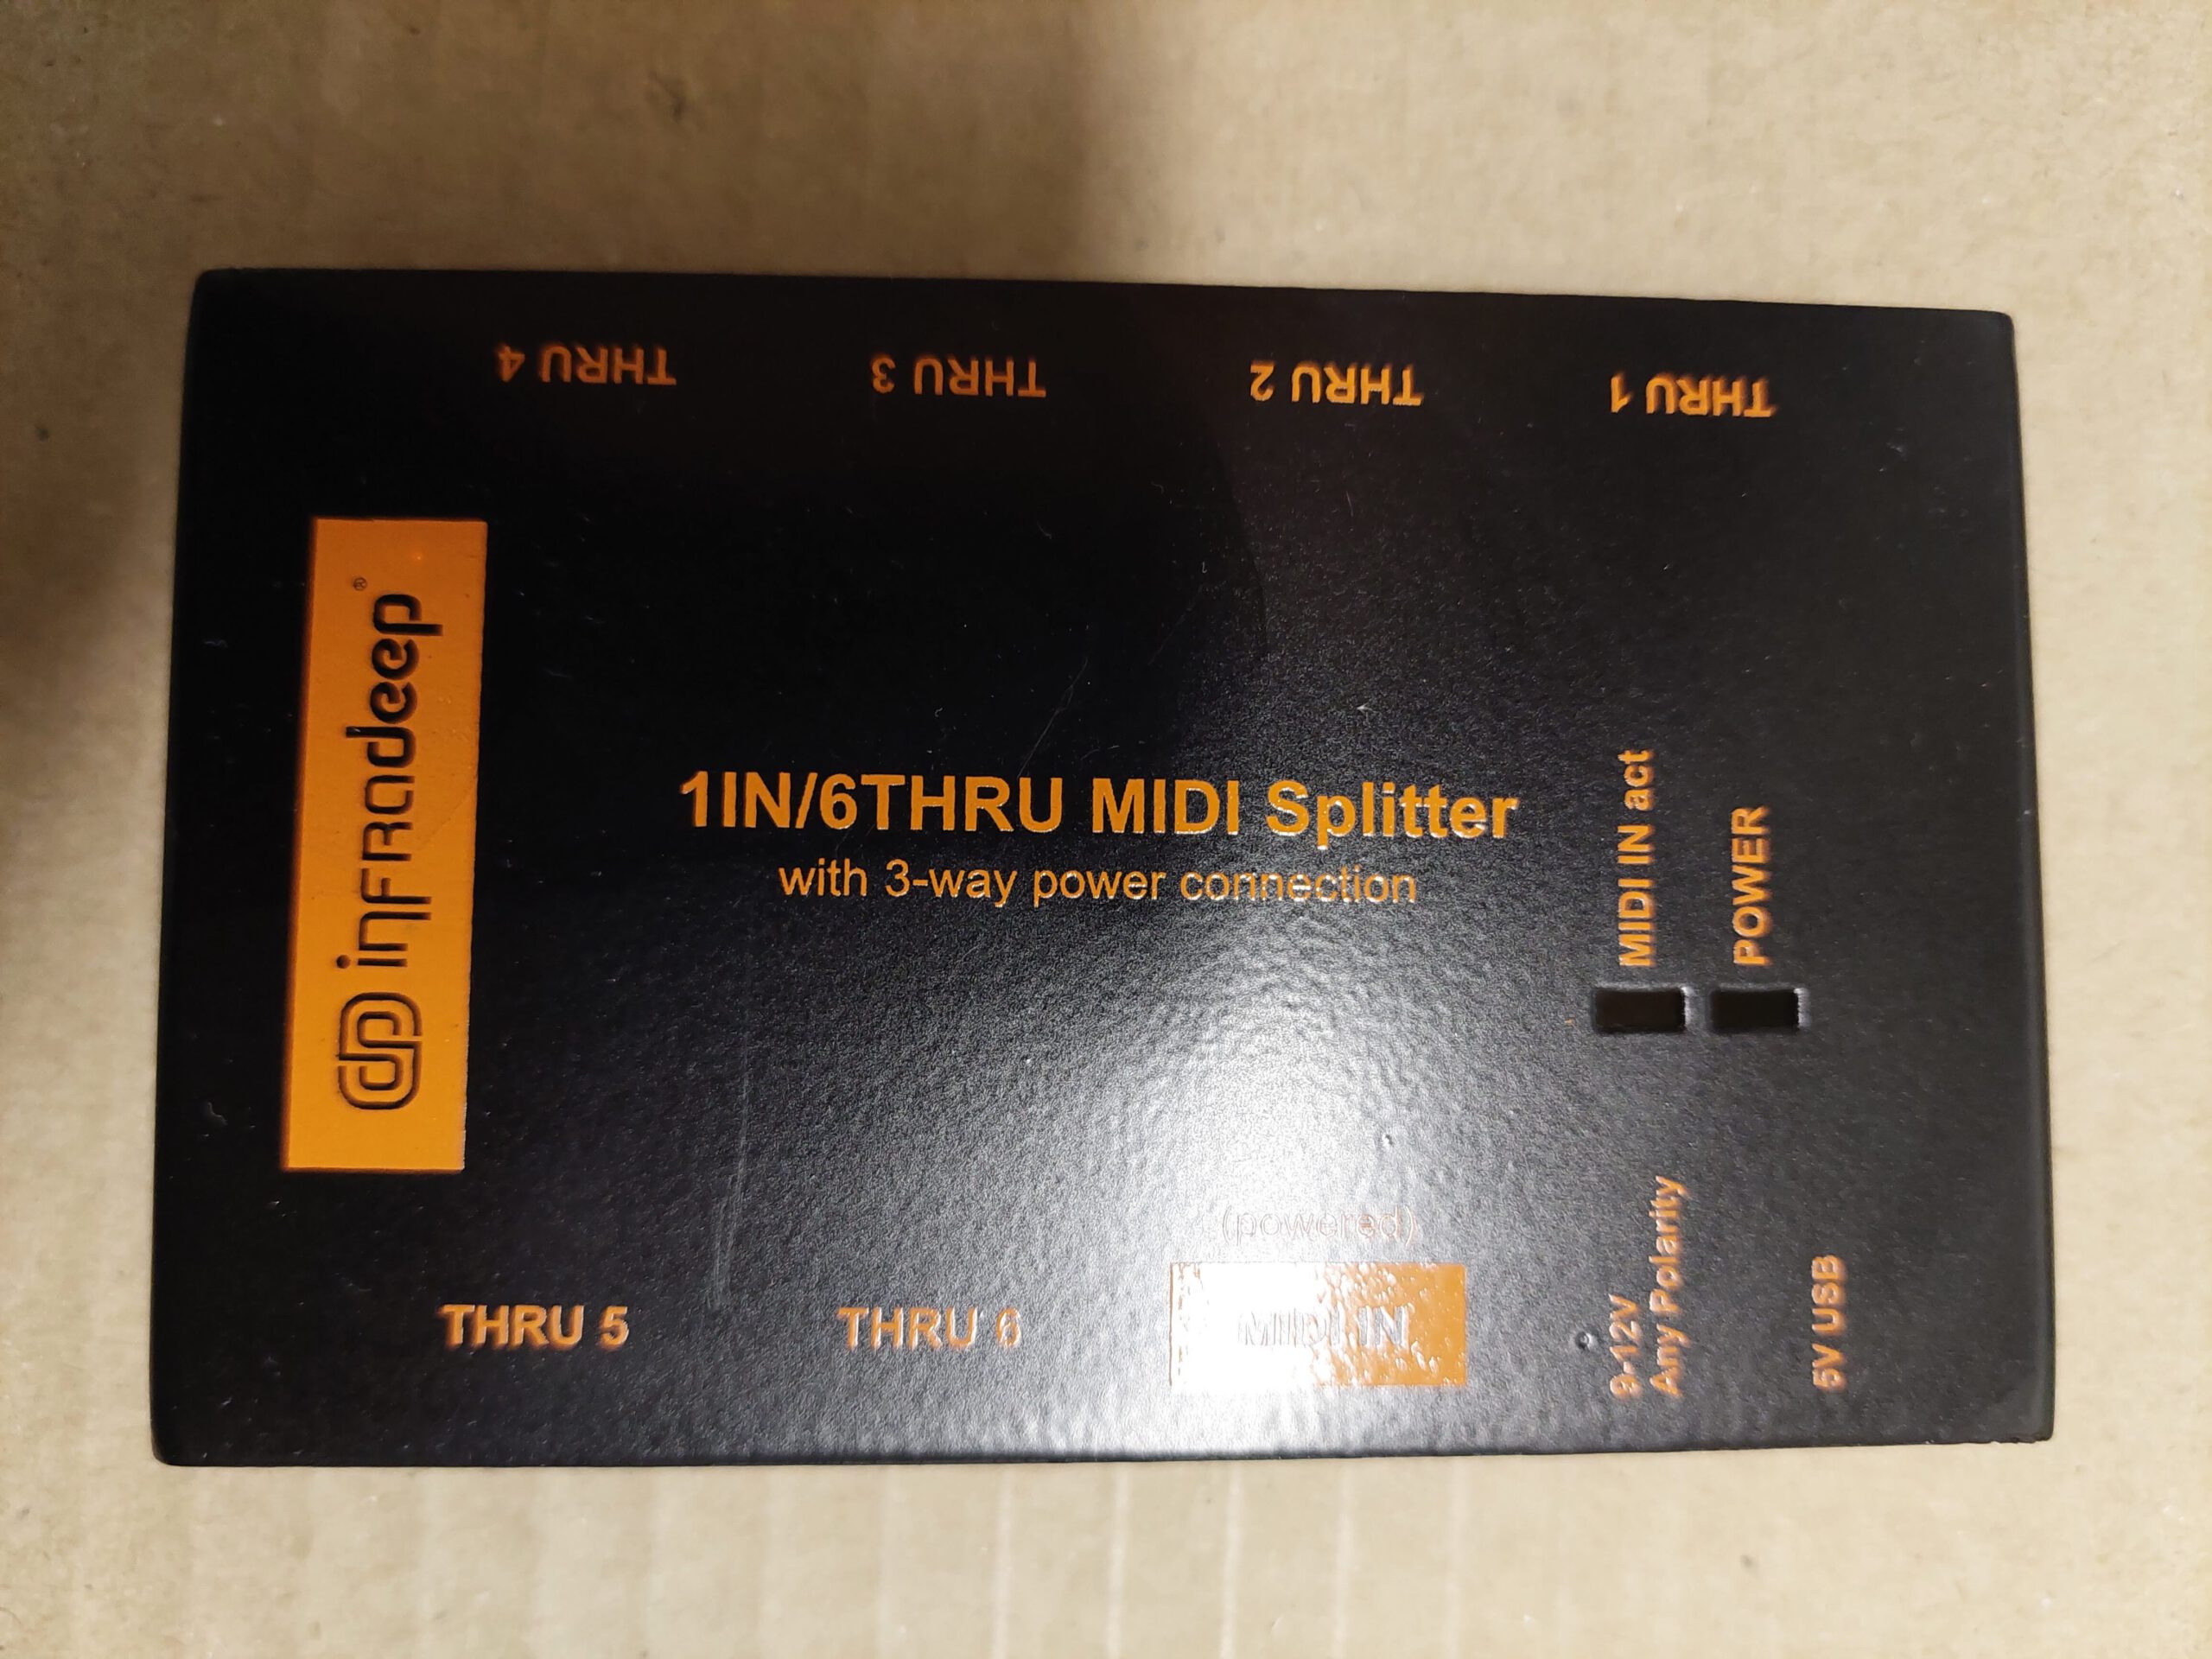 THRU 4
THRU 3
THRU 2
THRU 1
dp infradeep®
1IN/6THRU MIDI Splitter
with 3-way power connection
MIDI IN act
POWER
THRU 5
THRU 6
(powered)
MIDI IN
9-12V
Any Polarity
5V USB